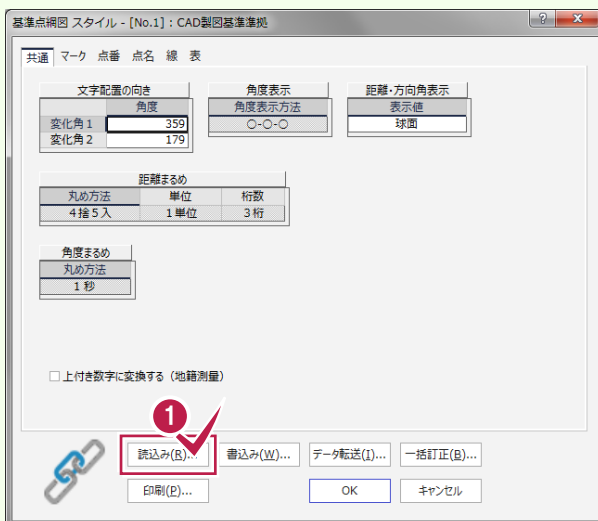 基準点網図 スタイル - [No.1] : CAD製図基準準拠
共通 マーク 点番 点名 線 表
文字配置の向き
角度
変化角１ 359
変化角２ 179
角度表示
角度表示方法
○-○-○
距離・方向角表示
表示値
球面
距離まるめ
丸め方法 単位 桁数
４捨５入 １単位 ３桁
角度まるめ
丸め方法
１秒
上付き数字に変換する（地籍測量）
1
読込み(R)... 書込み(W)... データ転送(I)... 一括訂正(B)...
印刷(P)... OK キャンセル